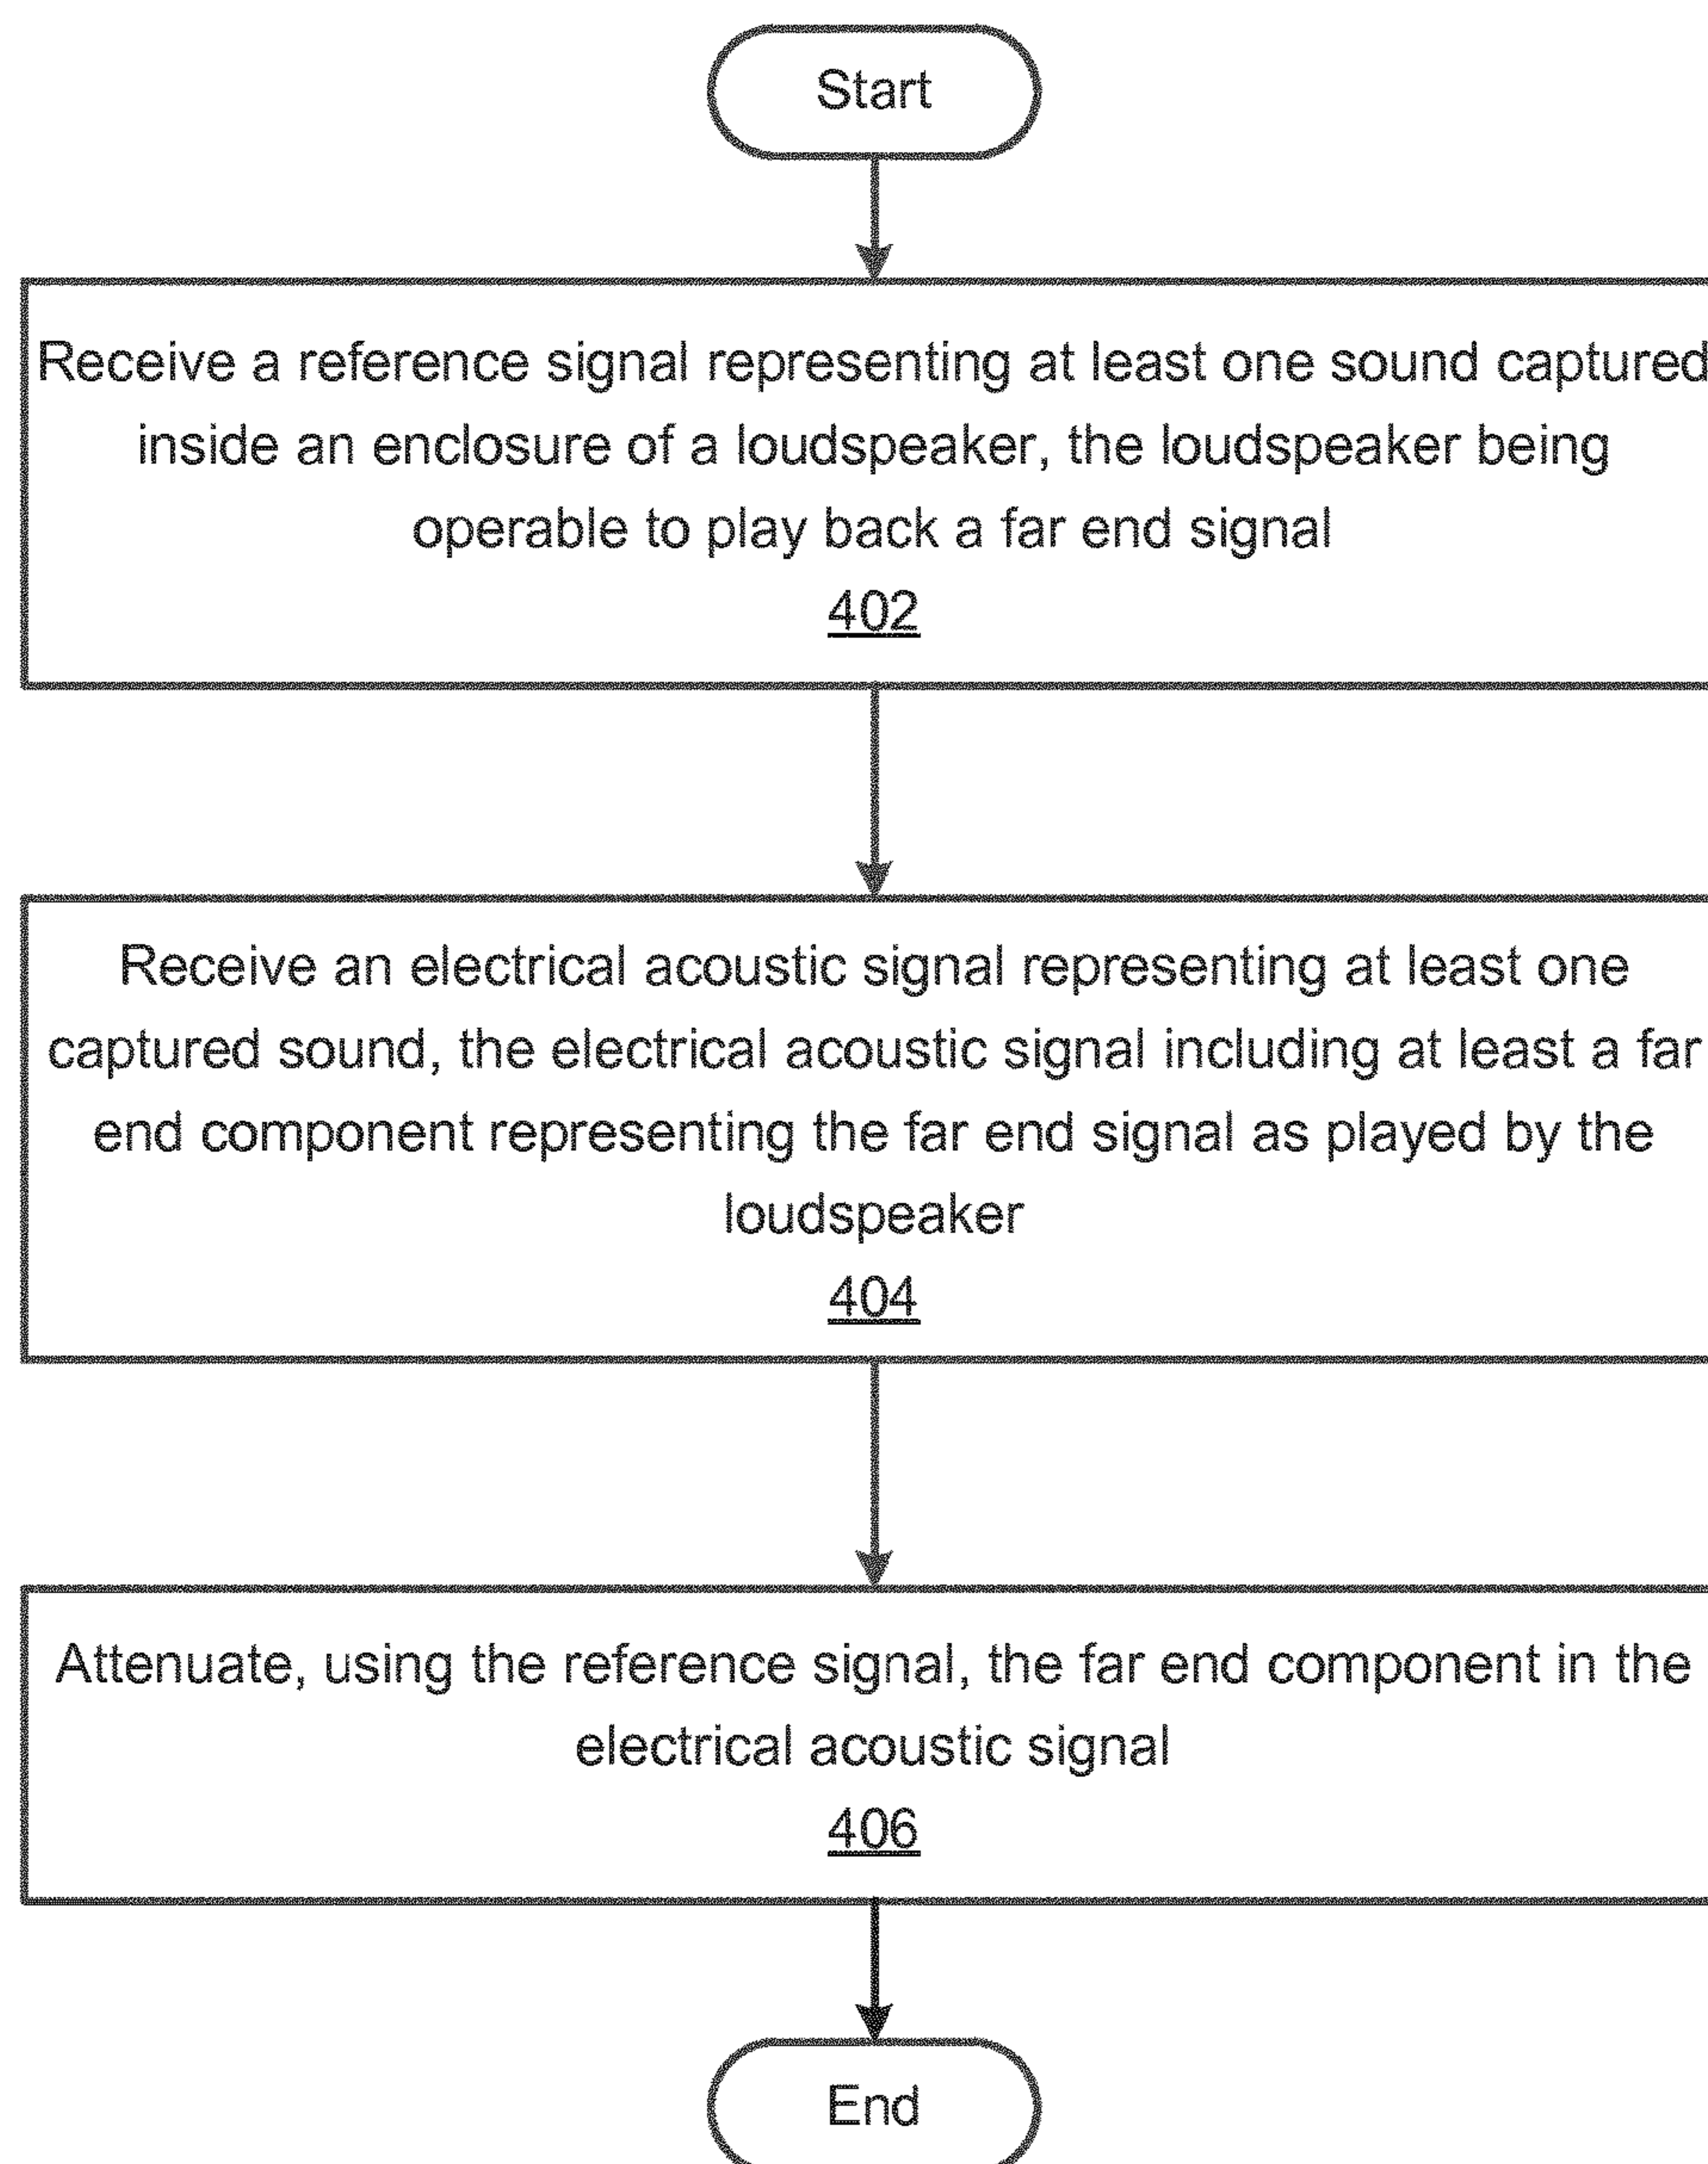 Start
Receive a reference signal representing at least one sound captured
inside an enclosure of a loudspeaker, the loudspeaker being
operable to play back a far end signal
402
Receive an electrical acoustic signal representing at least one
captured sound, the electrical acoustic signal including at least a far
end component representing the far end signal as played by the
loudspeaker
404
Attenuate, using the reference signal, the far end component in the
electrical acoustic signal
406
End